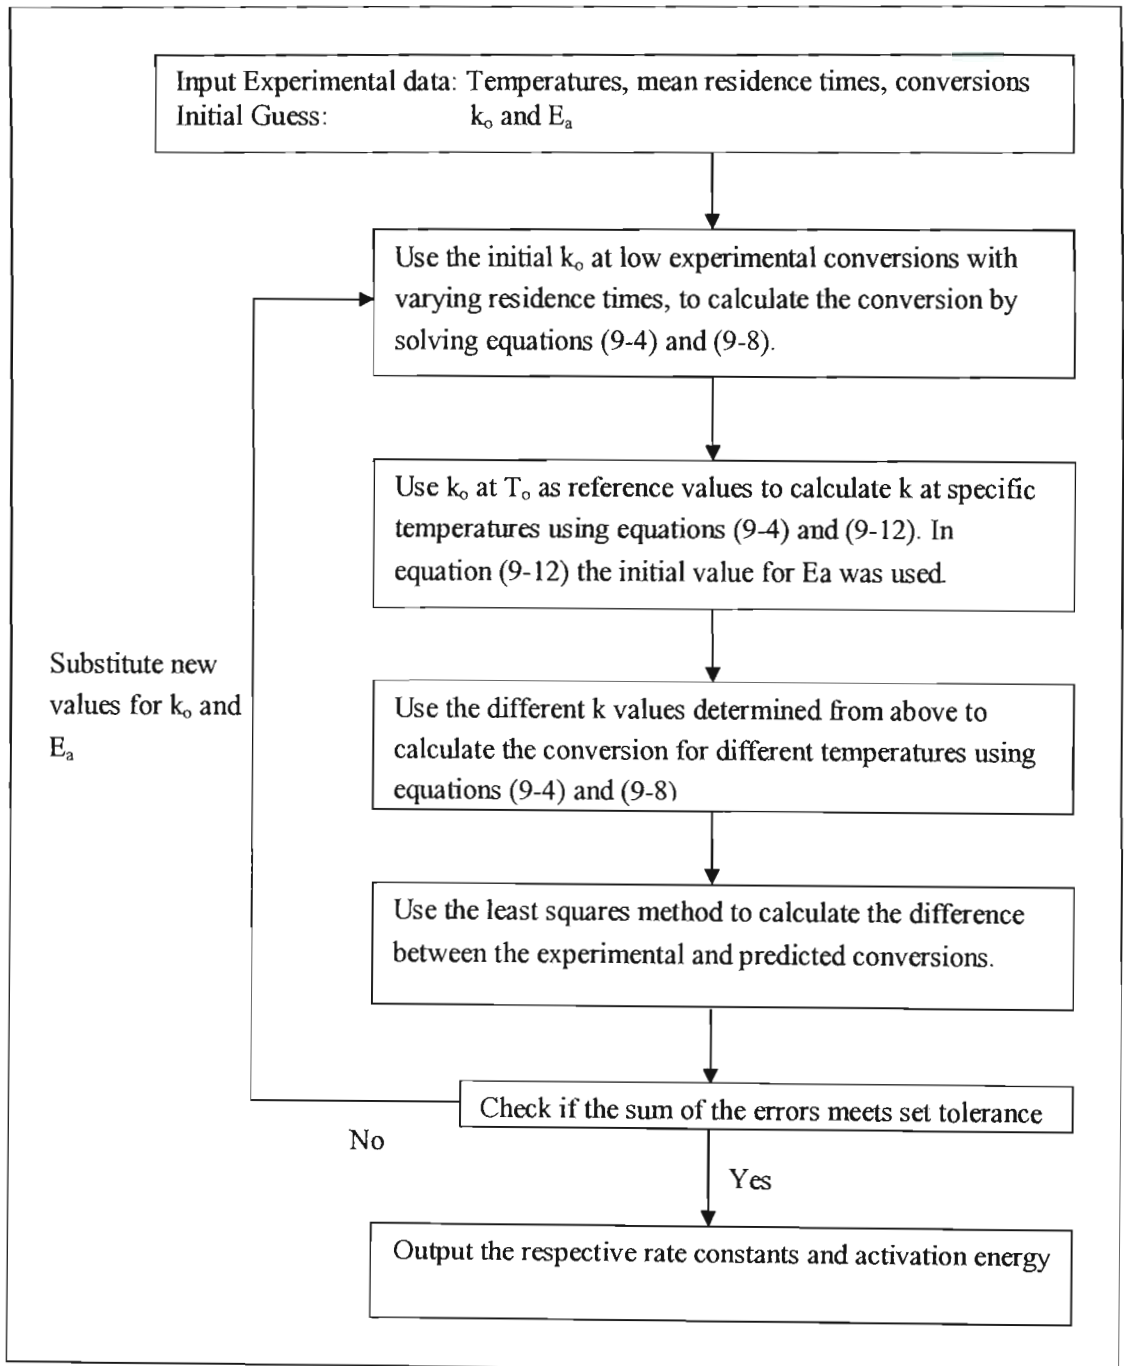 Input Experimental data: Temperatures, mean residence times, conversions
Initial Guess: kₒ and Eₐ
Use the initial kₒ at low experimental conversions with
varying residence times, to calculate the conversion by
solving equations (9-4) and (9-8).
Use kₒ at Tₒ as reference values to calculate k at specific
temperatures using equations (9-4) and (9-12). In
equation (9-12) the initial value for Ea was used.
Substitute new
values for kₒ and
Eₐ
Use the different k values determined from above to
calculate the conversion for different temperatures using
equations (9-4) and (9-8)
Use the least squares method to calculate the difference
between the experimental and predicted conversions.
Check if the sum of the errors meets set tolerance
No
Yes
Output the respective rate constants and activation energy